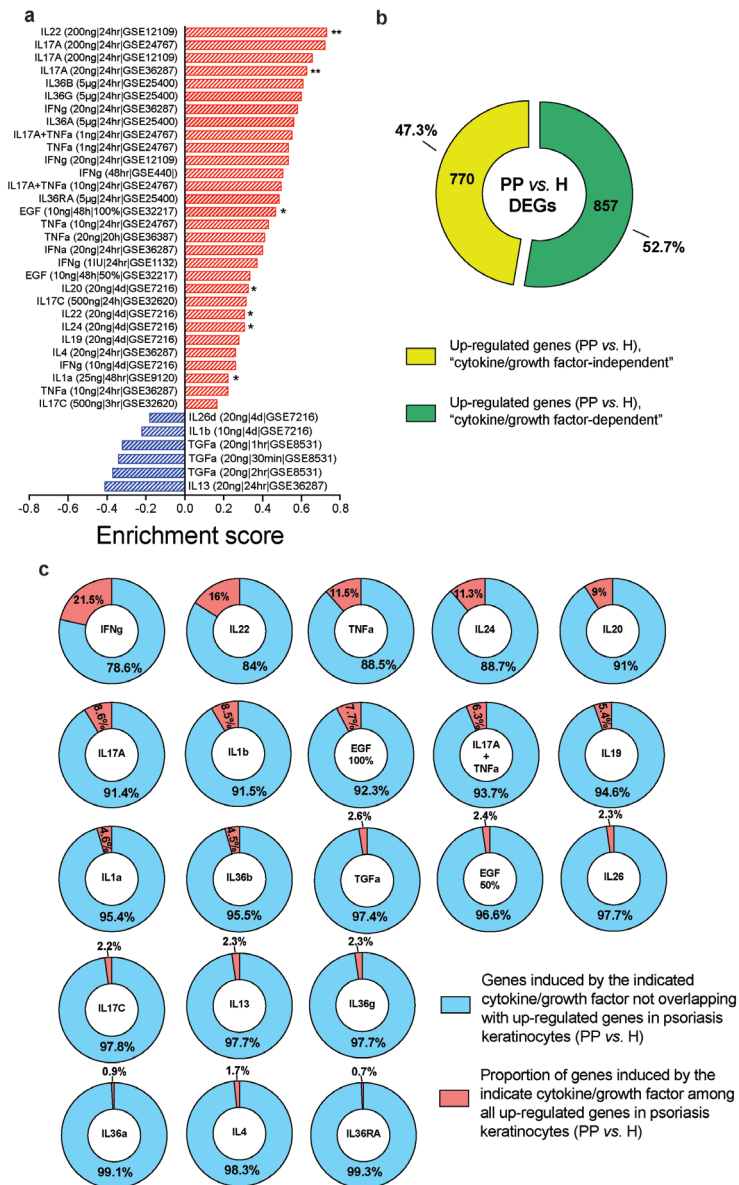 a
IL22 (200ng|24hr|GSE12109)
**
IL17A (200ng|24hr|GSE24767)
IL17A (200ng|24hr|GSE12109)
IL17A (20ng|24hr|GSE36287)
**
IL36B (5µg|24hr|GSE25400)
IL36G (5µg|24hr|GSE25400)
IFNg (20ng|24hr|GSE36287)
IL36A (5µg|24hr|GSE25400)
IL17A+TNFa (1ng|24hr|GSE24767)
TNFa (1ng|24hr|GSE24767)
IFNg (20ng|24hr|GSE12109)
IFNg (48hr|GSE440|)
IL17A+TNFa (10ng|24hr|GSE24767)
IL36RA (5µg|24hr|GSE25400)
EGF (10ng|48h|100%|GSE32217)
*
TNFa (10ng|24hr|GSE24767)
TNFa (20ng|20h|GSE36387)
IFNa (20ng|24hr|GSE36287)
IFNg (1IU|24hr|GSE1132)
EGF (10ng|48h|50%|GSE32217)
IL20 (20ng|4d|GSE7216)
*
IL17C (500ng|24h|GSE32620)
IL22 (20ng|4d|GSE7216)
*
IL24 (20ng|4d|GSE7216)
*
IL19 (20ng|4d|GSE7216)
IL4 (20ng|24hr|GSE36287)
IFNg (10ng|4d|GSE7216)
IL1a (25ng|48hr|GSE9120)
*
TNFa (10ng|24hr|GSE36287)
IL17C (500ng|3hr|GSE32620)
IL26d (20ng|4d|GSE7216)
IL1b (10ng|4d|GSE7216)
TGFa (20ng|1hr|GSE8531)
TGFa (20ng|30min|GSE8531)
TGFa (20ng|2hr|GSE8531)
IL13 (20ng|24hr|GSE36287)
-0.8 -0.6 -0.4 -0.2 0 0.2 0.4 0.6 0.8
Enrichment score
b
47.3%
770
PP vs. H
DEGs
857
52.7%
Up-regulated genes (PP vs. H),
“cytokine/growth factor-independent”
Up-regulated genes (PP vs. H),
“cytokine/growth factor-dependent”
c
21.5%
IFNg
78.6%
16%
IL22
84%
11.5%
TNFa
88.5%
11.3%
IL24
88.7%
9%
IL20
91%
8.6%
IL17A
91.4%
8.5%
IL1b
91.5%
7.7%
EGF
100%
92.3%
6.3%
IL17A
+
TNFa
93.7%
5.4%
IL19
94.6%
4.6%
IL1a
95.4%
4.5%
IL36b
95.5%
2.6%
TGFa
97.4%
2.4%
EGF
50%
96.6%
2.3%
IL26
97.7%
2.2%
IL17C
97.8%
2.3%
IL13
97.7%
2.3%
IL36g
97.7%
0.9%
IL36a
99.1%
1.7%
IL4
98.3%
0.7%
IL36RA
99.3%
Genes induced by the indicated
cytokine/growth factor not overlapping
with up-regulated genes in psoriasis
keratinocytes (PP vs. H)
Proportion of genes induced by the
indicate cytokine/growth factor among
all up-regulated genes in psoriasis
keratinocytes (PP vs. H)